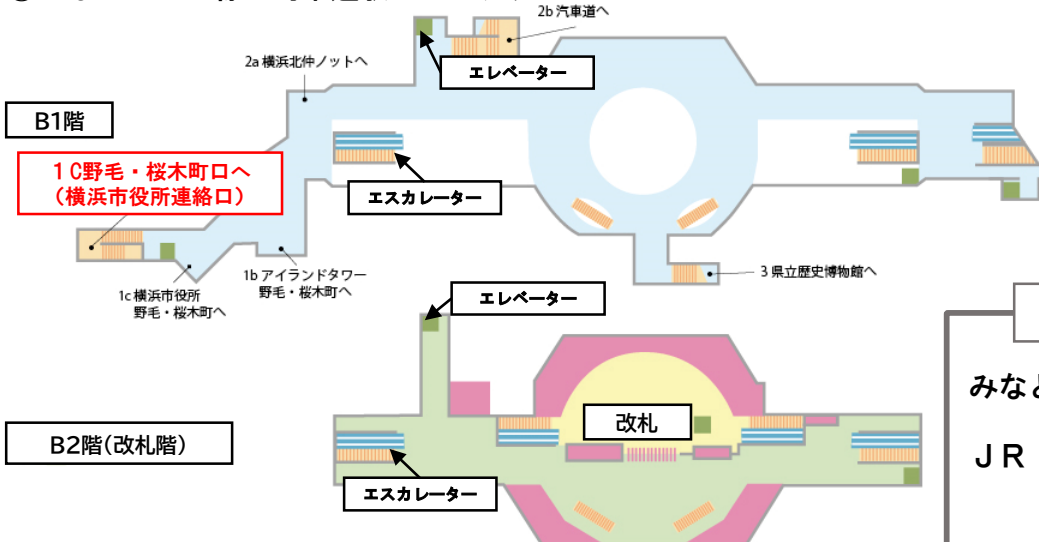 2b 汽車道へ
エレベーター
2a 横浜北仲ノットへ
B1階
1C野毛・桜木町口へ
(横浜市役所連絡口)
エスカレーター
1b アイランドタワー
野毛・桜木町へ
3 県立歴史博物館へ
1c 横浜市役所
野毛・桜木町へ
エレベーター
みなと
改札
B2階(改札階)
JR
エスカレーター